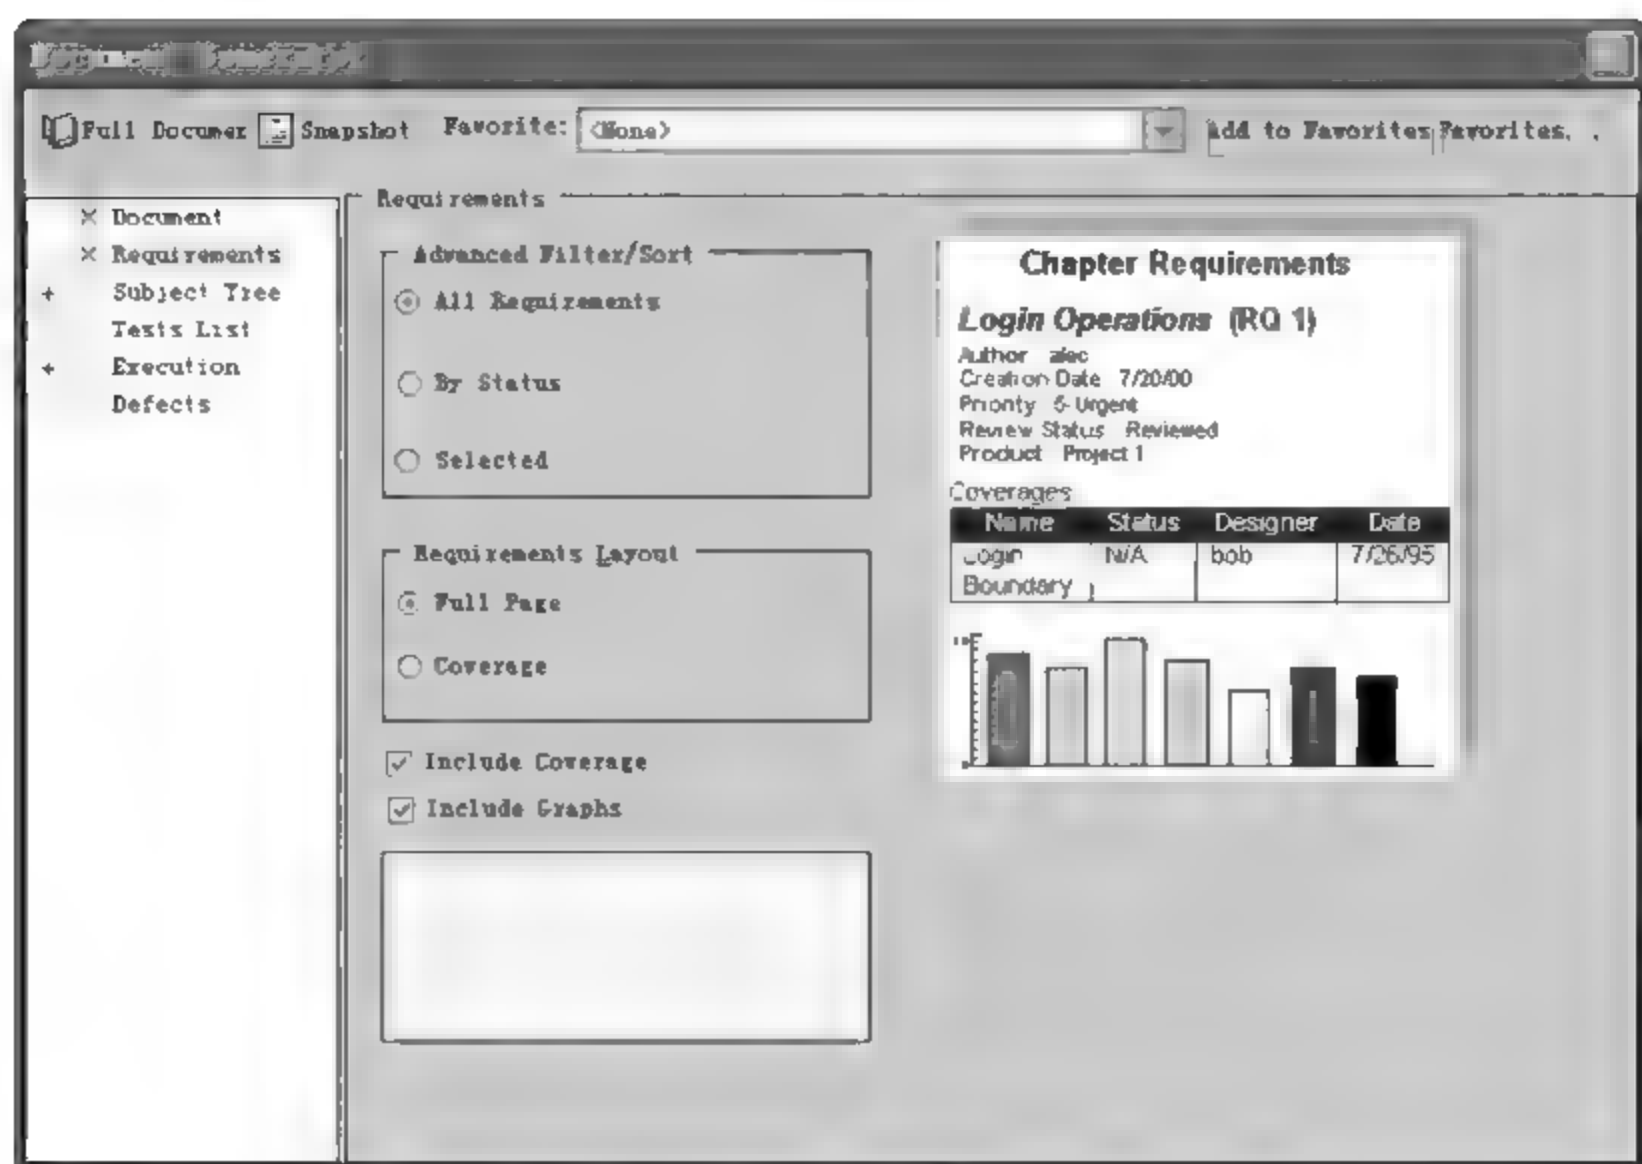 Full Documer Snapshot Favorite: <None> Add to Favorites Favorites. .
× Document
× Requirements
+ Subject Tree
Tests List
+ Execution
Defects
Requirements
Advanced Filter/Sort
All Requirements
By Status
Selected
Requirements Layout
Full Page
Coverage
Include Coverage
Include Graphs
Chapter Requirements
Login Operations (RQ 1)
Author alec
Creation Date 7/20/00
Priority 5-Urgent
Review Status Reviewed
Product Project 1
Coverages
Name Status Designer Date
Login N/A bob 7/26/95
Boundary
10
0